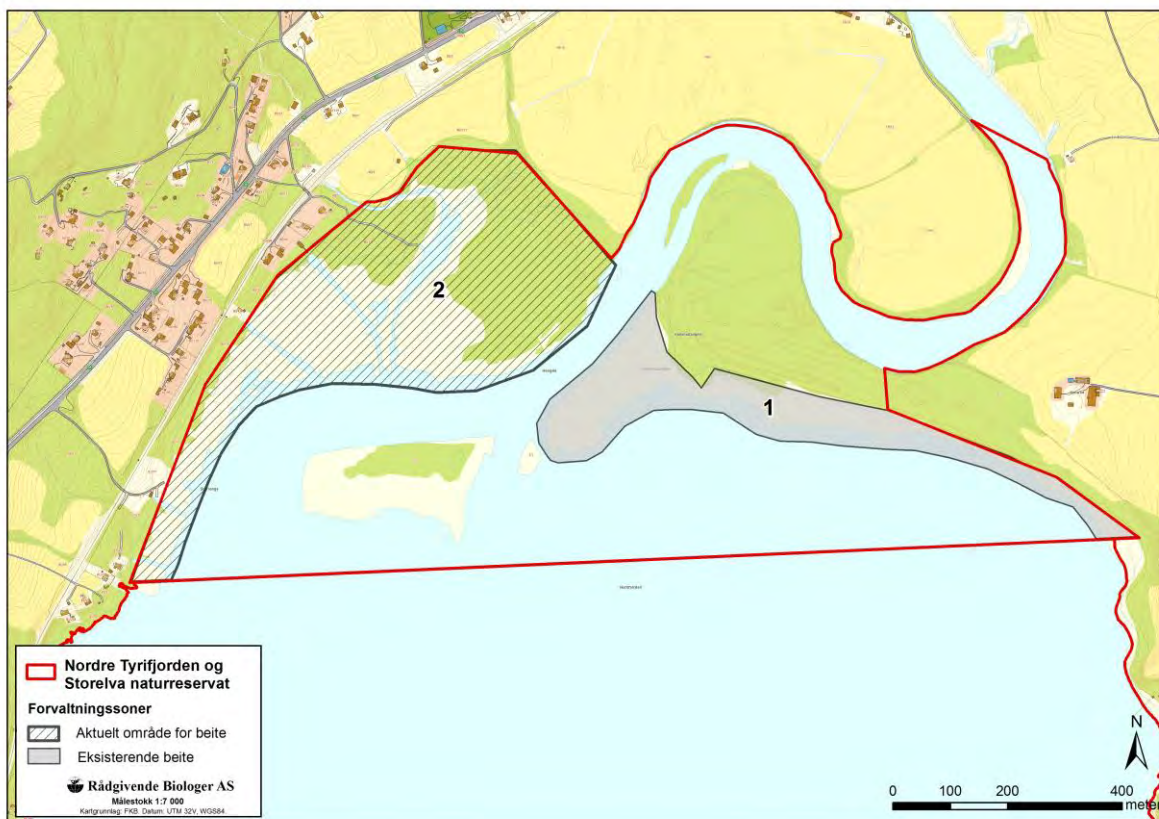 2
1
Nordre Tyrifjorden og
Storelva naturreservat
Forvaltningssoner
Aktuelt område for beite
Eksisterende beite
Rådgivende Biologer AS
Målestokk 1:7 000
Kartgrunnlag: FKB. Datum: UTM 32V, WGS84.
N
0 100 200 400
meter